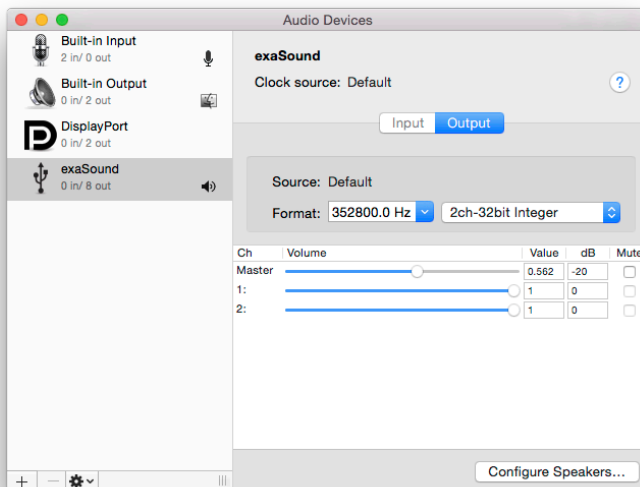 Audio Devices
Built-in Input
2 in/ 0 out
Built-in Output
0 in/ 2 out
DisplayPort
0 in/ 2 out
exaSound
0 in/ 8 out
exaSound
Clock source: Default
?
Input Output
Source: Default
Format: 352800.0 Hz 2ch-32bit Integer
Ch Volume Value dB Mute
Master 0.562 -20
1: 1 0
2: 1 0
Configure Speakers...